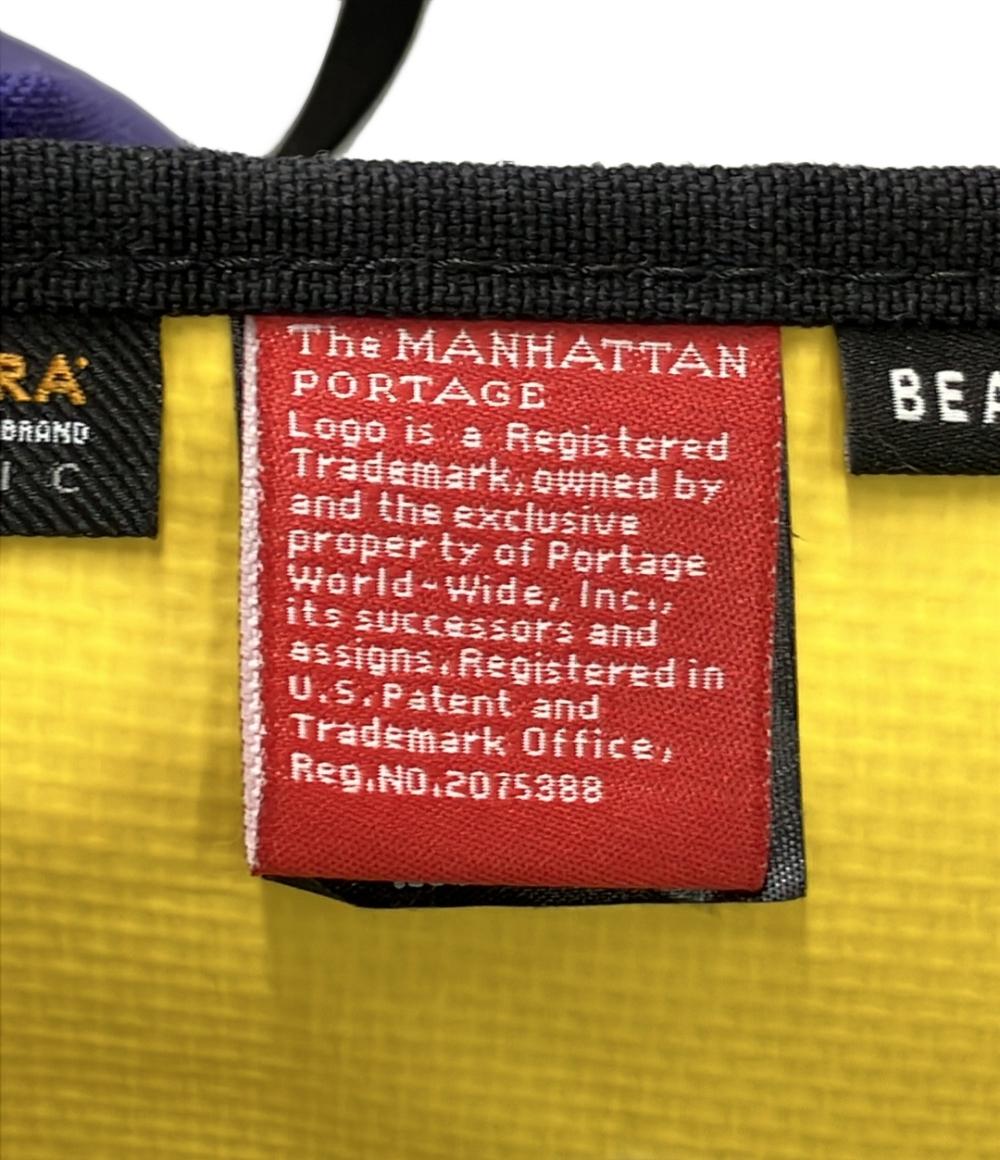 RA
BRAND
I C
The MANHATTAN
PORTAGE
Logo is a Registered
Trademark, owned by
and the exclusive
property of Portage
World-Wide, Inc.,
its successors and
assigns. Registered in
U.S. Patent and
Trademark Office,
Reg.NO.2075388
BEA